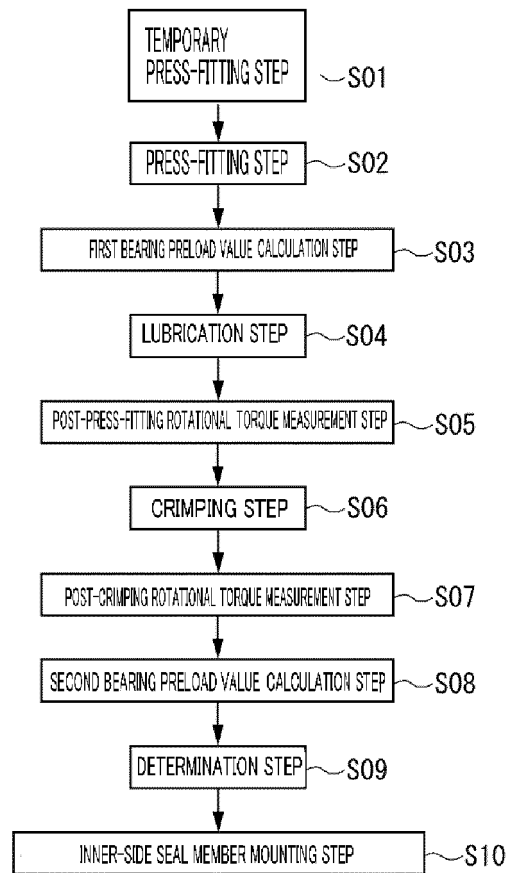 TEMPORARY
PRESS-FITTING STEP
S01
PRESS-FITTING STEP
S02
FIRST BEARING PRELOAD VALUE CALCULATION STEP
S03
LUBRICATION STEP
S04
POST-PRESS-FITTING ROTATIONAL TORQUE MEASUREMENT STEP
S05
CRIMPING STEP
S06
POST-CRIMPING ROTATIONAL TORQUE MEASUREMENT STEP
S07
SECOND BEARING PRELOAD VALUE CALCULATION STEP
S08
DETERMINATION STEP
S09
INNER-SIDE SEAL MEMBER MOUNTING STEP
S10